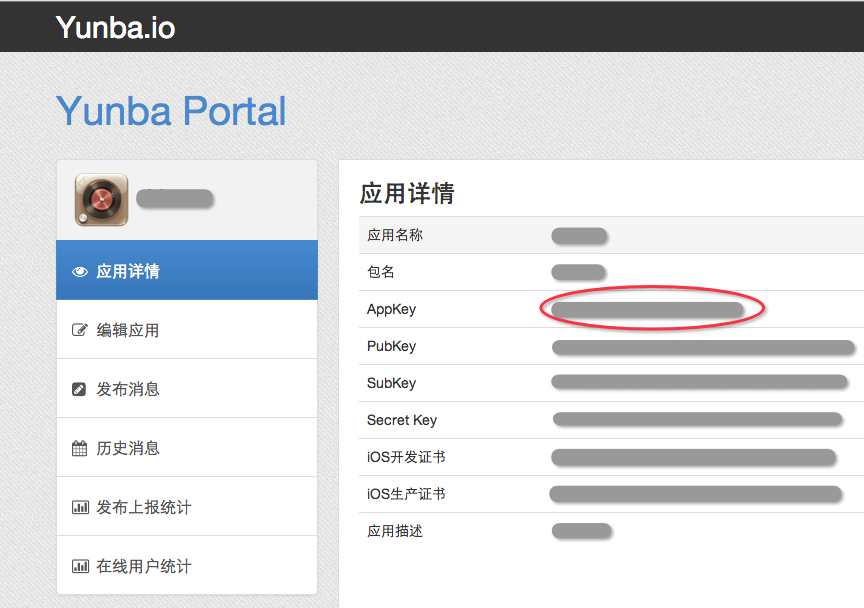 Yunba.io
Yunba Portal
应用详情
编辑应用
发布消息
历史消息
发布上报统计
在线用户统计
应用详情
应用名称
包名
AppKey
PubKey
SubKey
Secret Key
iOS开发证书
iOS生产证书
应用描述